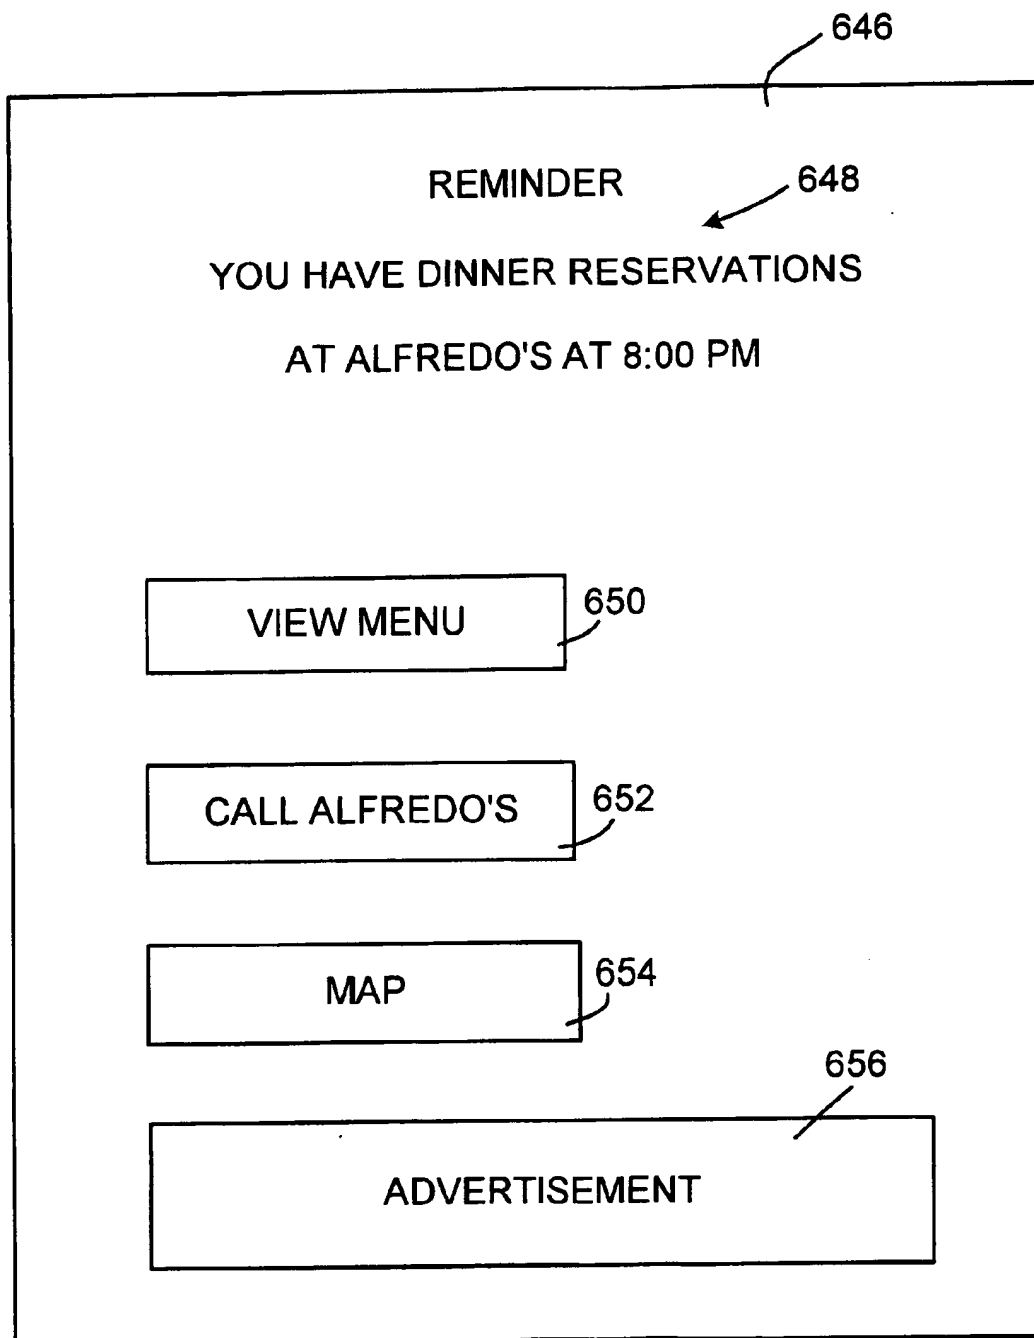 646
REMINDER
648
YOU HAVE DINNER RESERVATIONS
AT ALFREDO'S AT 8:00 PM
VIEW MENU
650
CALL ALFREDO'S
652
MAP
654
656
ADVERTISEMENT